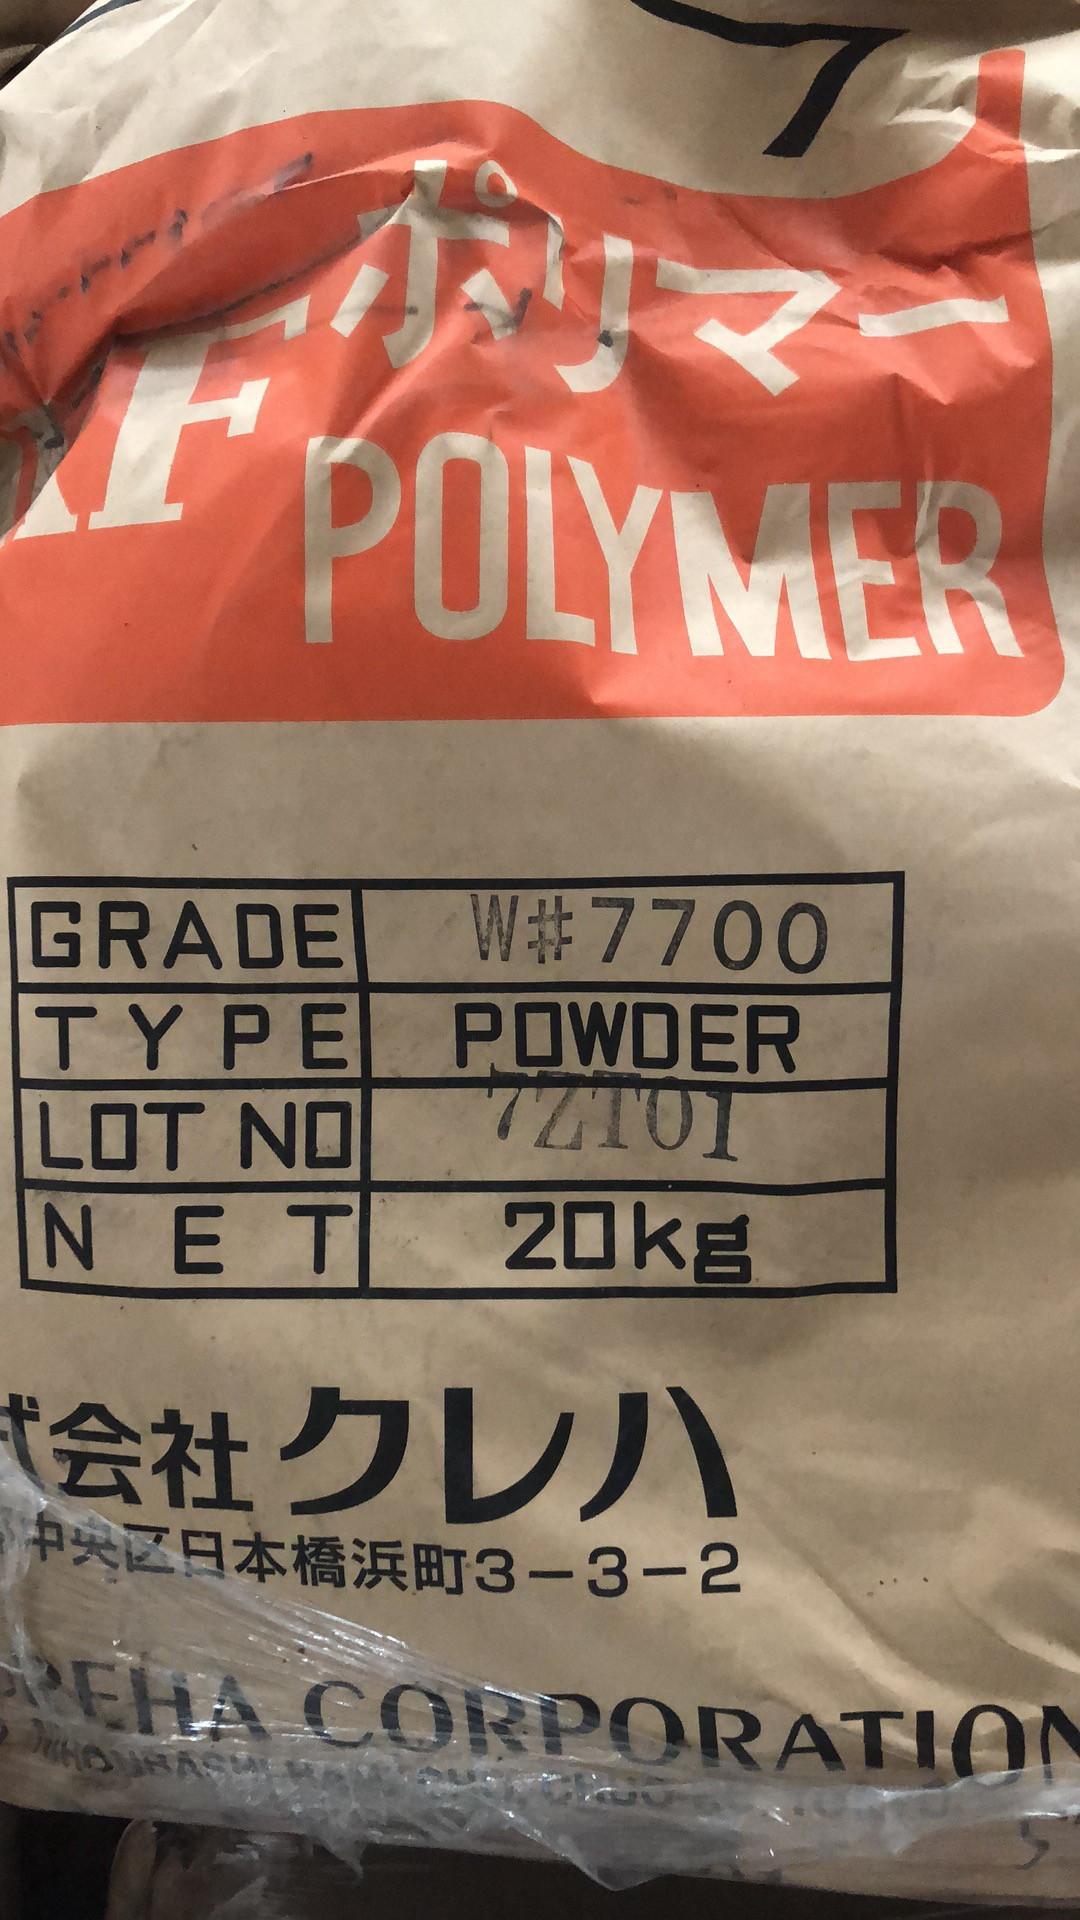 ポリマー
F POLYMER
GRADE W#7700
TYPE POWDER
LOT NO 7ZT01
NET 20kg
会社クレハ
中央区日本橋浜町3-3-2
REHA CORPORATION